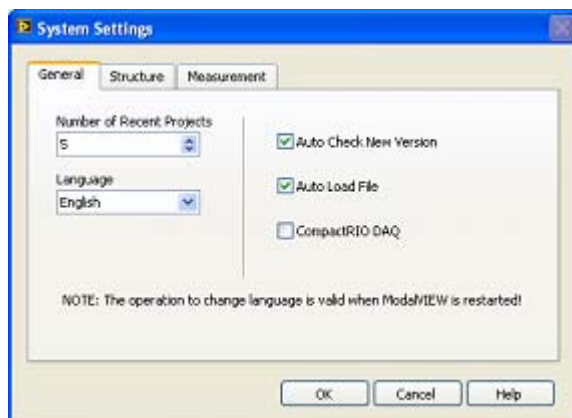 System Settings
General Structure Measurement
Number of Recent Projects
5
Language
English
Auto Check New Version
Auto Load File
CompactRIO DAQ
NOTE: The operation to change language is valid when ModalVIEW is restarted!
OK Cancel Help